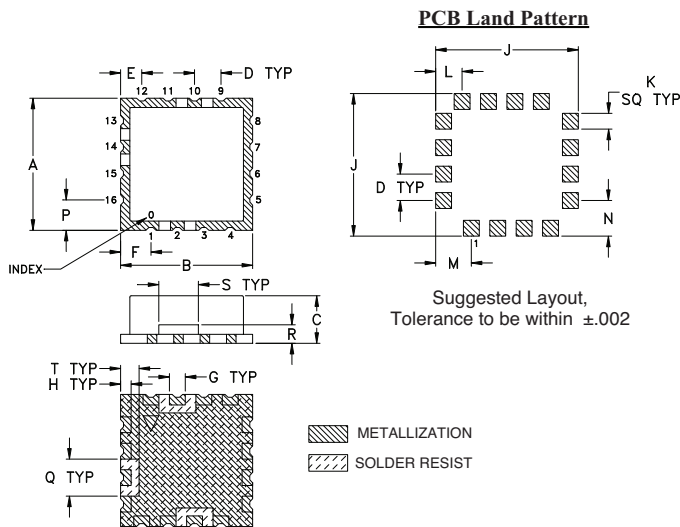 PCB Land Pattern
E
D TYP
12 11 10 9
13
14
15
16
8
7
6
5
A
P
0
1 2 3 4
F
B
INDEX
S TYP
C
R
T TYP
H TYP
G TYP
Q TYP
J
L
K
SQ TYP
J
D TYP
N
1
M
Suggested Layout,
Tolerance to be within ±.002
METALLIZATION
SOLDER RESIST